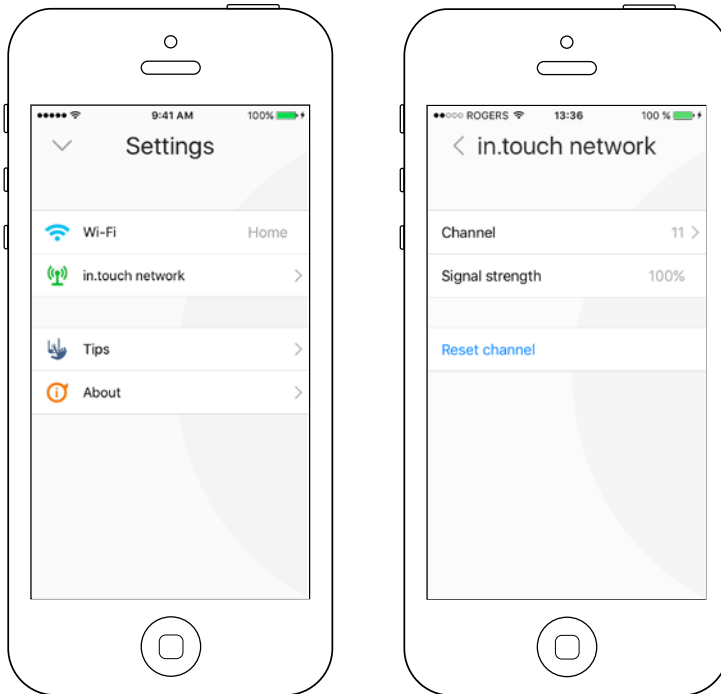 9:41 AM 100%
Settings
Wi-Fi Home
in.touch network
Tips
About
ROGERS 13:36 100 %
in.touch network
Channel 11
Signal strength 100%
Reset channel